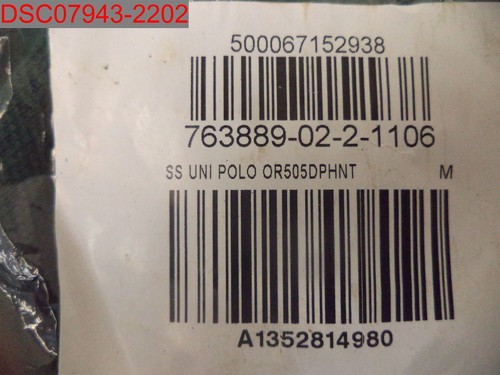 DSC07943-2202
500067152938
763889-02-2-1106
SS UNI POLO OR505DPHNT M
A1352814980